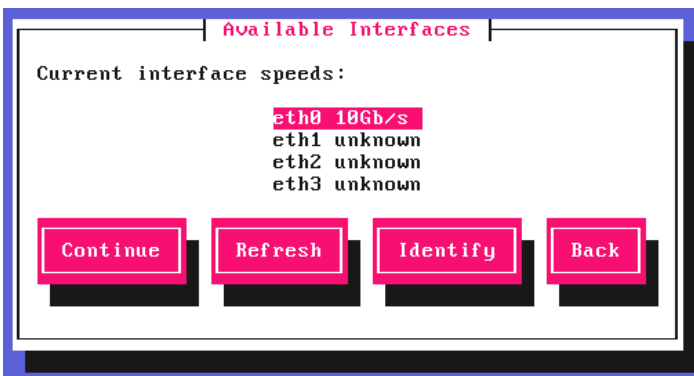 Available Interfaces
Current interface speeds:
eth0 10Gb/s
eth1 unknown
eth2 unknown
eth3 unknown
Continue Refresh Identify Back